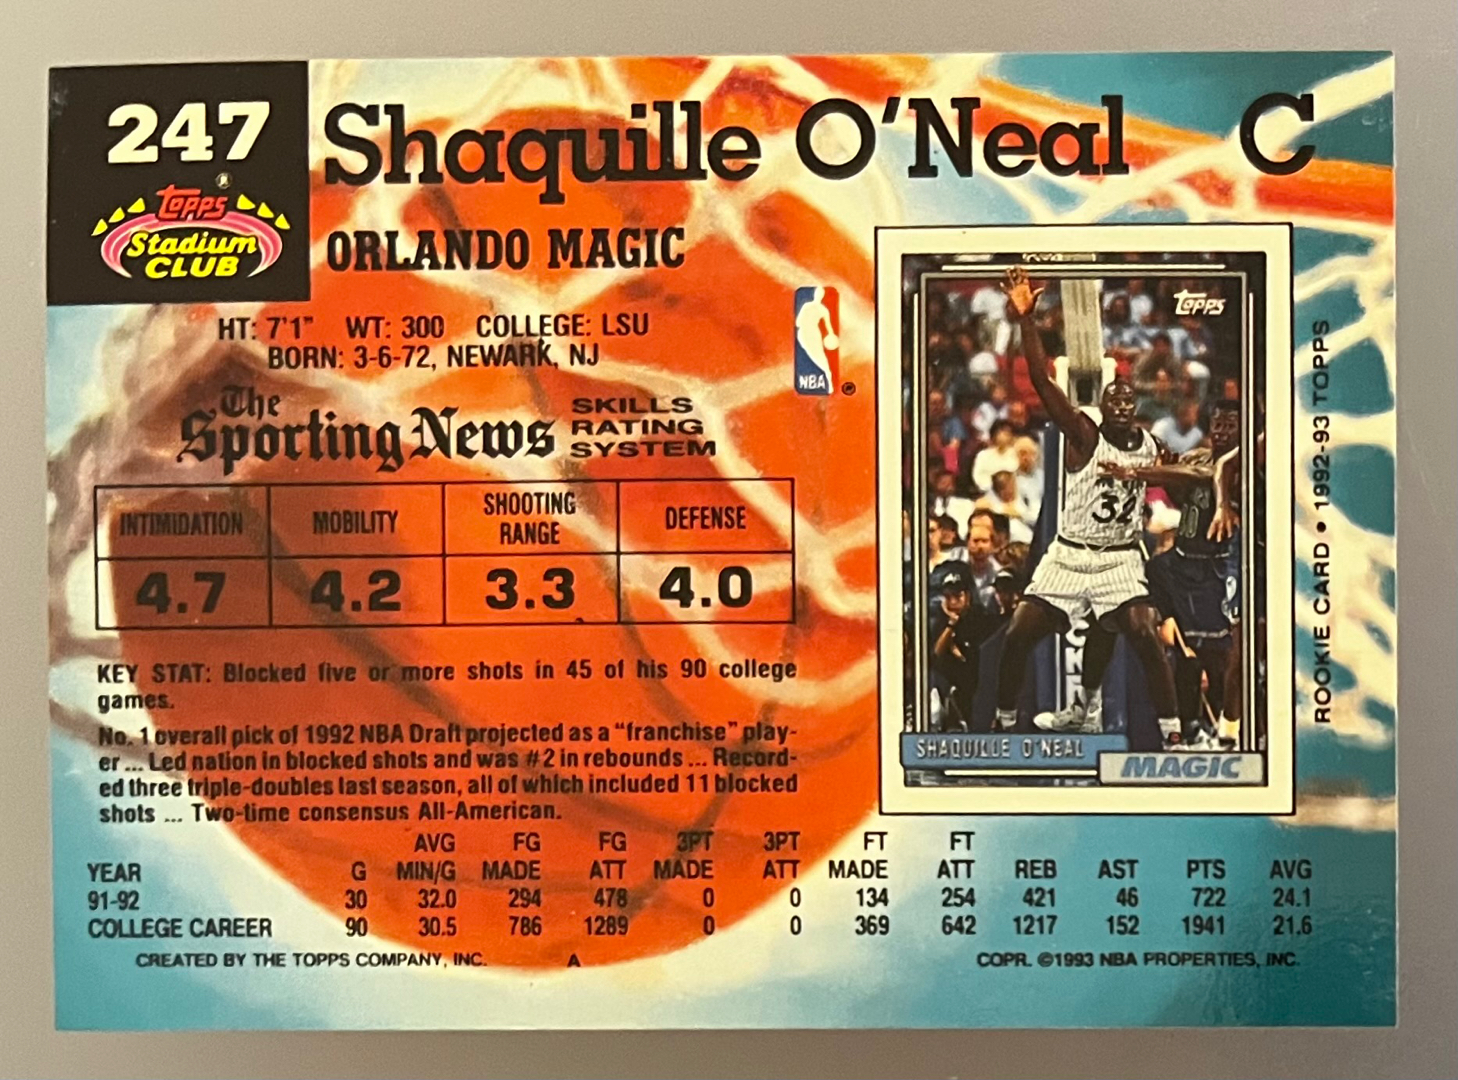 247
Shaquille O'Neal C
TOPPS
Stadium
CLUB
ORLANDO MAGIC
HT: 7'1" WT: 300 COLLEGE: LSU
BORN: 3-6-72, NEWARK, NJ
NBA
The
Sporting News
SKILLS
RATING
SYSTEM
INTIMIDATION MOBILITY SHOOTING RANGE DEFENSE
4.7 4.2 3.3 4.0
KEY STAT: Blocked five or more shots in 45 of his 90 college
games.
No. 1 overall pick of 1992 NBA Draft projected as a "franchise" play-
er ... Led nation in blocked shots and was #2 in rebounds ... Record-
ed three triple-doubles last season, all of which included 11 blocked
shots ... Two-time consensus All-American.
TOPPS
32
SHAQUILLE O'NEAL
MAGIC
ROOKIE CARD • 1992-93 TOPPS
AVG FG FG 3PT 3PT FT FT
YEAR G MIN/G MADE ATT MADE ATT MADE ATT REB AST PTS AVG
91-92 30 32.0 294 478 0 0 134 254 421 46 722 24.1
COLLEGE CAREER 90 30.5 786 1289 0 0 369 642 1217 152 1941 21.6
CREATED BY THE TOPPS COMPANY, INC. A COPR. ©1993 NBA PROPERTIES, INC.